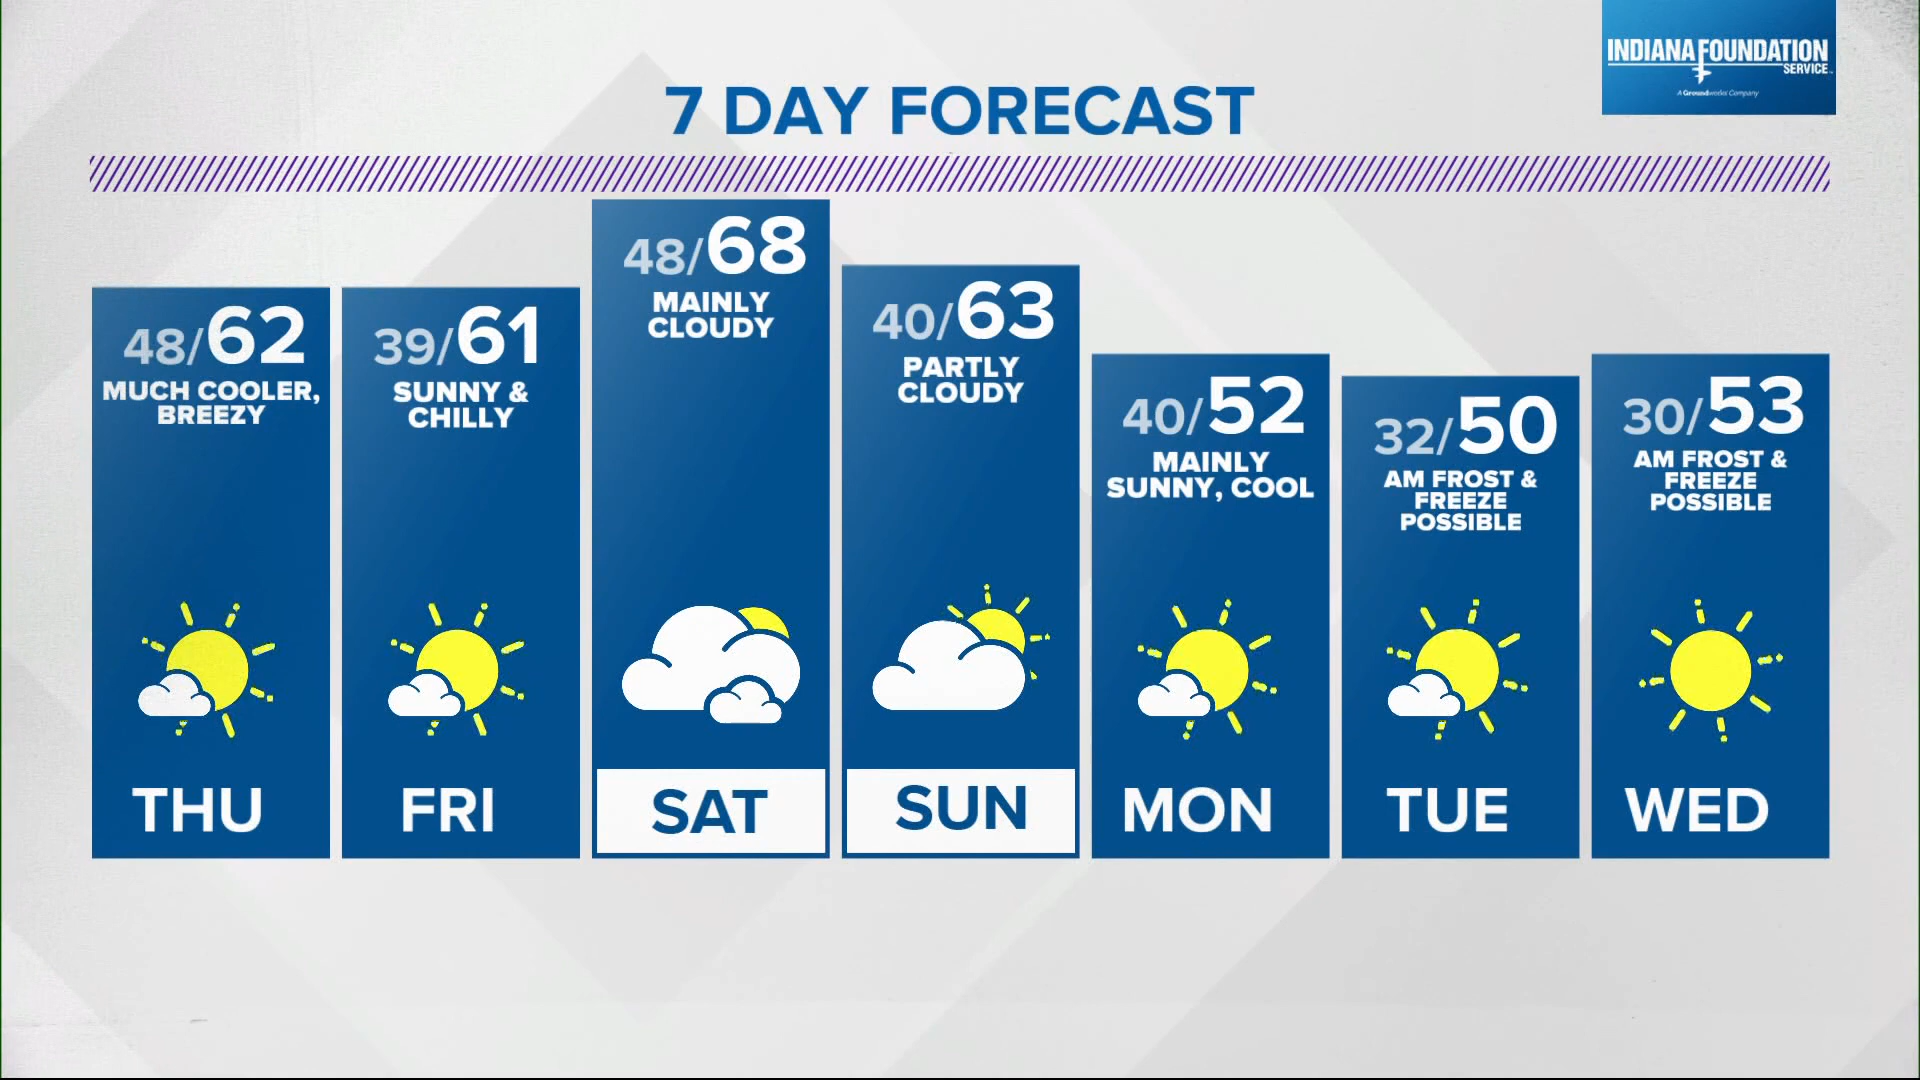 INDIANA FOUNDATION
SERVICE
A Groundworks Company
7 DAY FORECAST
48/62
MUCH COOLER,
BREEZY
THU
39/61
SUNNY &
CHILLY
FRI
48/68
MAINLY
CLOUDY
SAT
40/63
PARTLY
CLOUDY
SUN
40/52
MAINLY
SUNNY, COOL
MON
32/50
AM FROST &
FREEZE
POSSIBLE
TUE
30/53
AM FROST &
FREEZE
POSSIBLE
WED